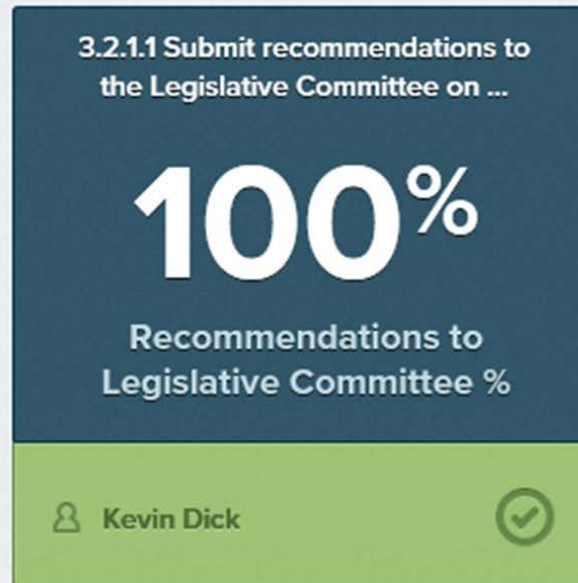 3.2.1.1 Submit recommendations to
the Legislative Committee on ...
100%
Recommendations to
Legislative Committee %
Kevin Dick